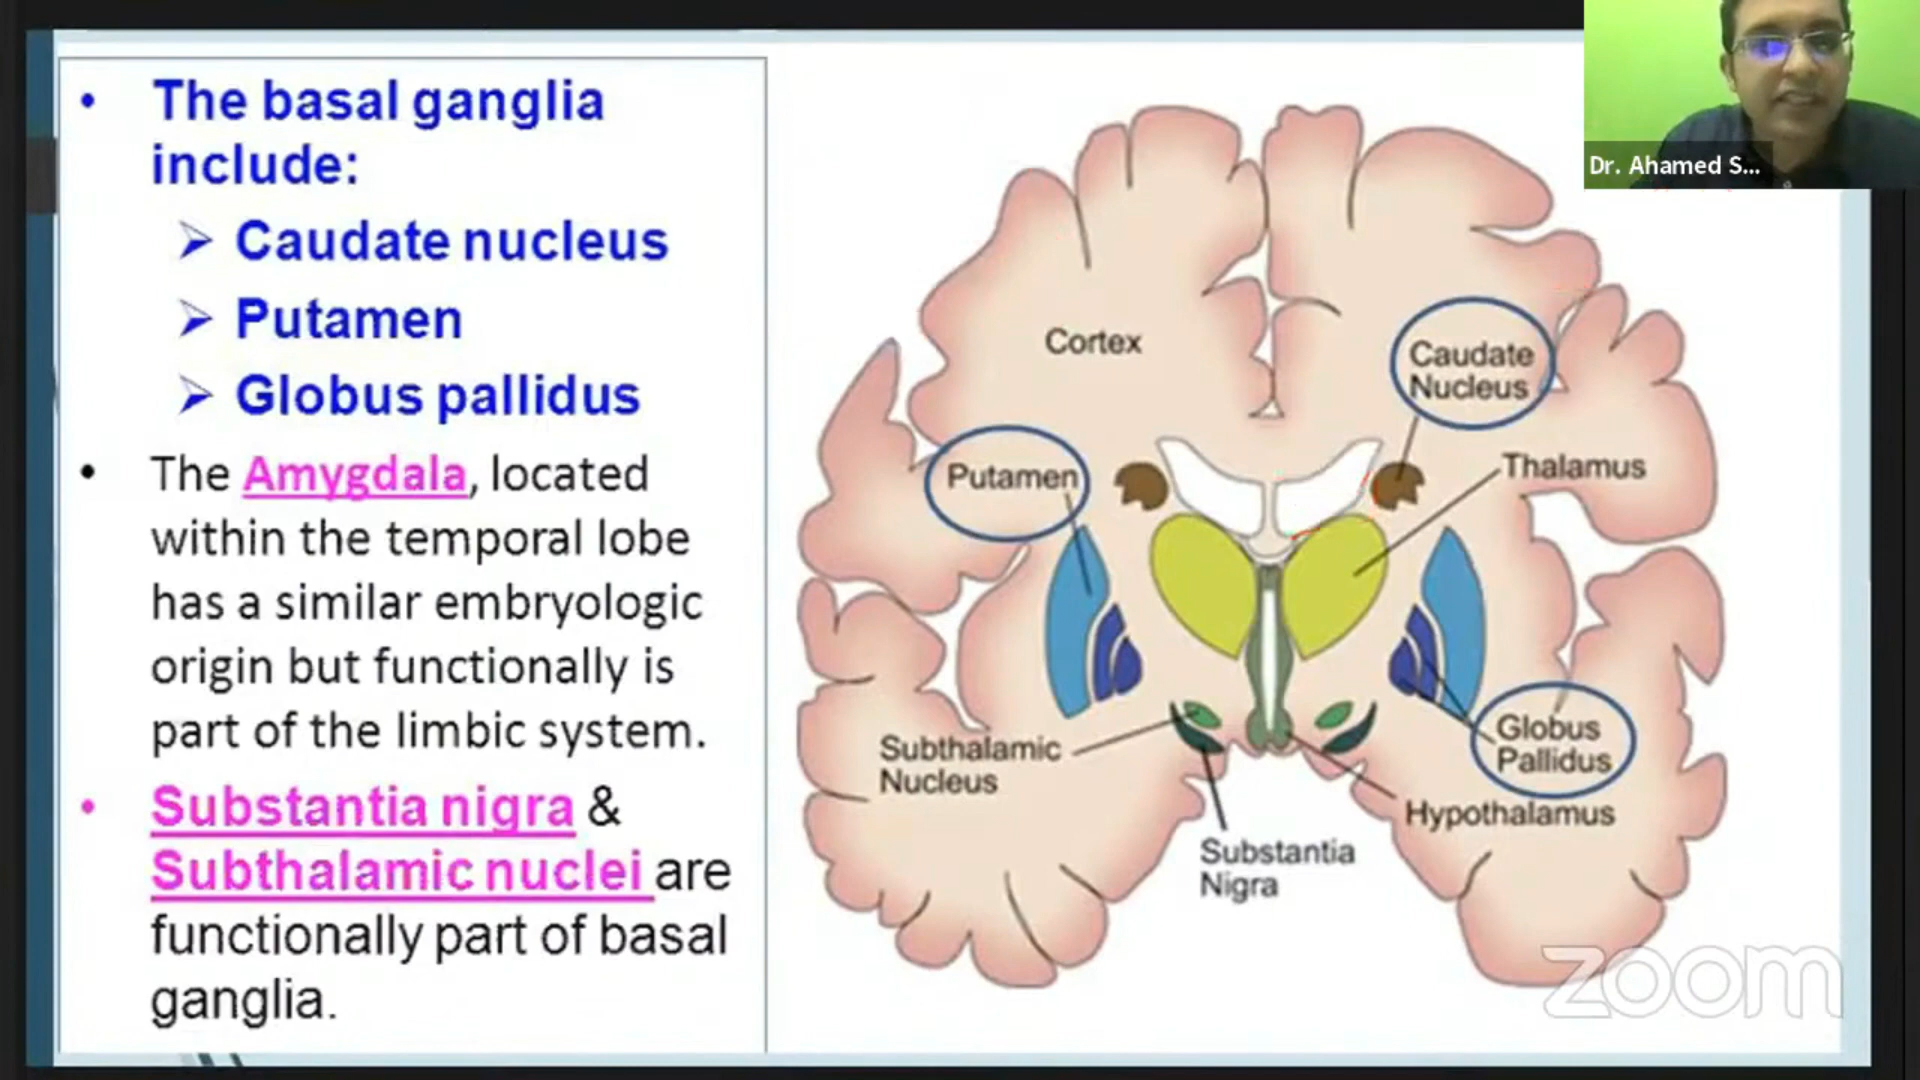 • The basal ganglia
include:
➢ Caudate nucleus
➢ Putamen
➢ Globus pallidus
• The Amygdala, located
within the temporal lobe
has a similar embryologic
origin but functionally is
part of the limbic system.
• Substantia nigra &
Subthalamic nuclei are
functionally part of basal
ganglia.
Cortex
Caudate
Nucleus
Putamen
Thalamus
Subthalamic
Nucleus
Globus
Pallidus
Hypothalamus
Substantia
Nigra
Dr. Ahamed S...
zoom